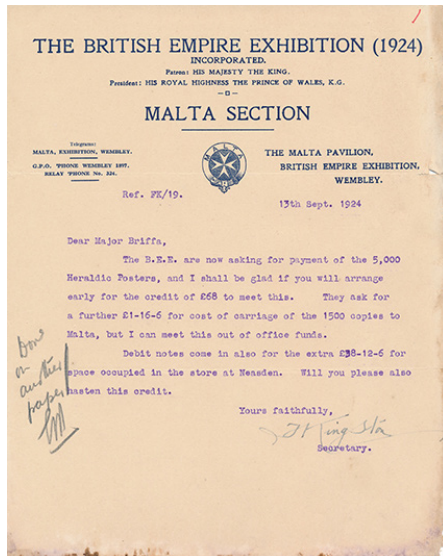 THE BRITISH EMPIRE EXHIBITION (1924)
INCORPORATED.
Patron: HIS MAJESTY THE KING.
President: HIS ROYAL HIGHNESS THE PRINCE OF WALES, K.G.
MALTA SECTION
Telegrams:
MALTA, EXHIBITION, WEMBLEY.
G.P.O. 'PHONE WEMBLEY 1897.
RELAY 'PHONE No. 324.
MALTA
THE MALTA PAVILION,
BRITISH EMPIRE EXHIBITION,
WEMBLEY.
Ref. FK/19.
13th Sept. 1924
Dear Major Briffa,
The B.E.E. are now asking for payment of the 5,000
Heraldic Posters, and I shall be glad if you will arrange
early for the credit of £68 to meet this. They ask for
a further £1-16-6 for cost of carriage of the 1500 copies to
Malta, but I can meet this out of office funds.
Debit notes come in also for the extra £38-12-6 for
space occupied in the store at Neasden. Will you please also
hasten this credit.
Yours faithfully,
Kingston
Secretary.
Done
on
another
paper